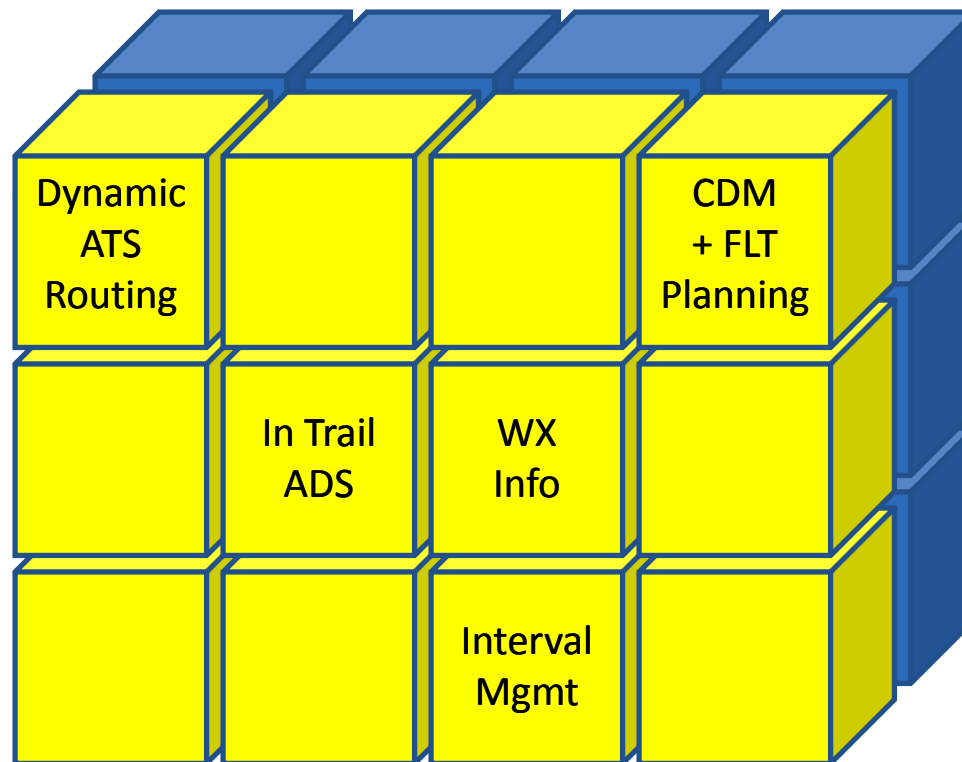 Dynamic
ATS
Routing
CDM
+ FLT
Planning
In Trail
ADS
WX
Info
Interval
Mgmt